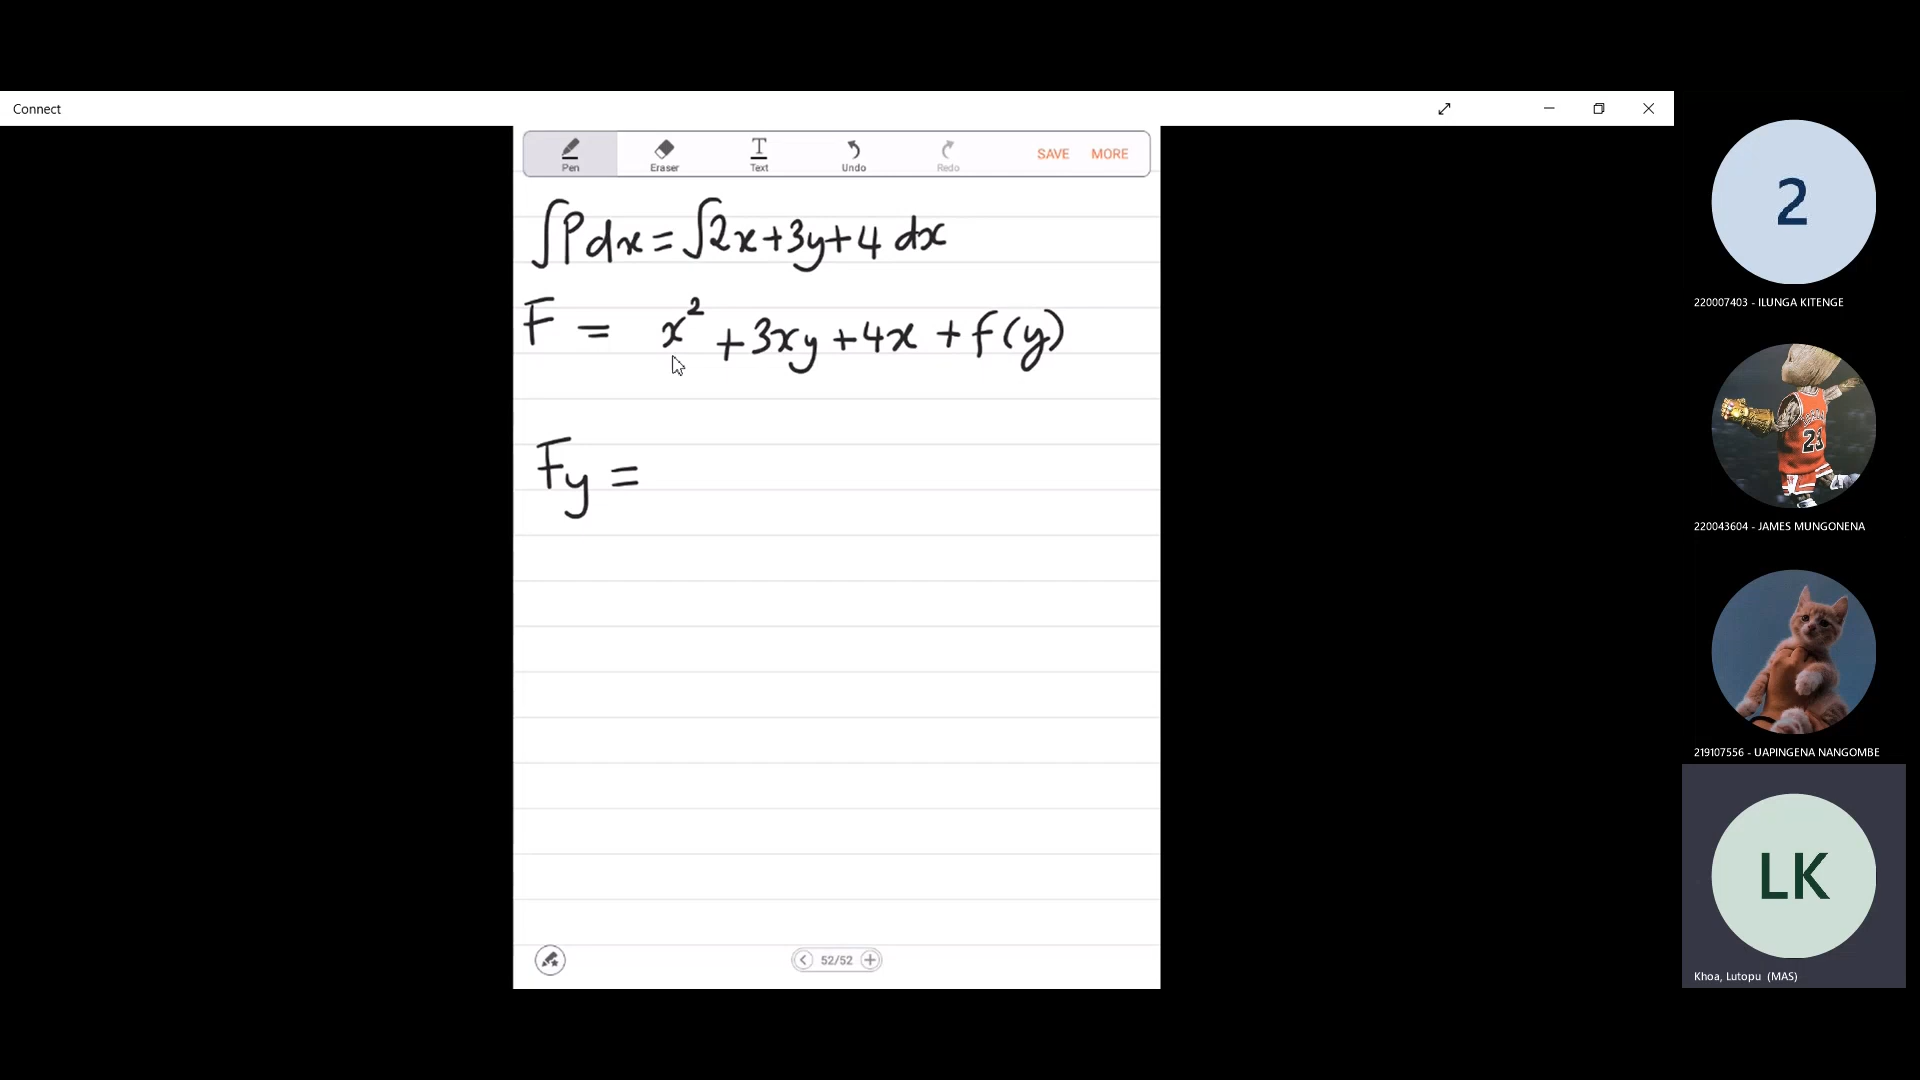 Connect
Pen Eraser Text Undo Redo SAVE MORE
∫Pdx = ∫2x+3y+4 dx
F = x² + 3xy + 4x + f(y)
Fy =
52/52
2
220007403 - ILUNGA KITENGE
23
220043604 - JAMES MUNGONENA
219107556 - UAPINGENA NANGOMBE
LK
Khoa, Lutopu (MAS)